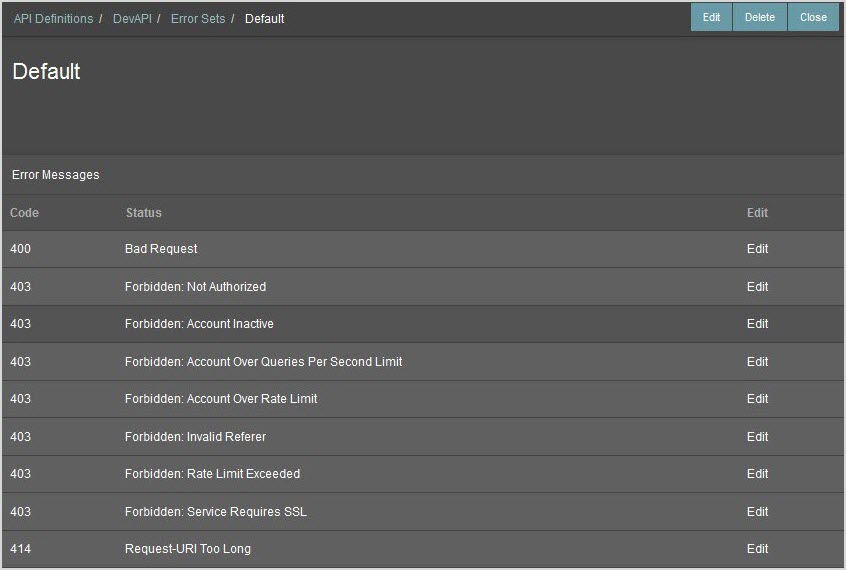 API Definitions / DevAPI / Error Sets / Default Edit Delete Close
Default
Error Messages
Code Status Edit
400 Bad Request Edit
403 Forbidden: Not Authorized Edit
403 Forbidden: Account Inactive Edit
403 Forbidden: Account Over Queries Per Second Limit Edit
403 Forbidden: Account Over Rate Limit Edit
403 Forbidden: Invalid Referer Edit
403 Forbidden: Rate Limit Exceeded Edit
403 Forbidden: Service Requires SSL Edit
414 Request-URI Too Long Edit